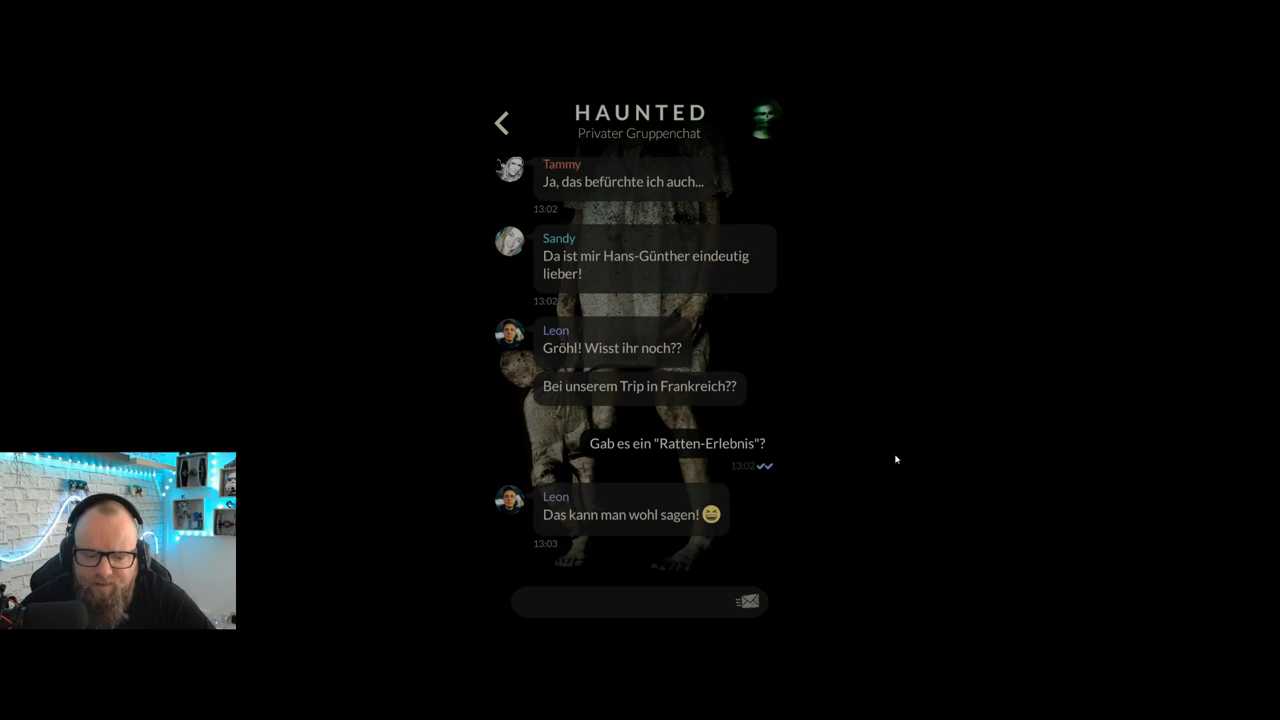 HAUNTED
Privater Gruppenchat
Tammy
Ja, das befürchte ich auch...
13:02
Sandy
Da ist mir Hans-Günther eindeutig
lieber!
13:02
Leon
Gröhl! Wisst ihr noch??
Bei unserem Trip in Frankreich??
13:02
Gab es ein "Ratten-Erlebnis"?
13:02
Leon
Das kann man wohl sagen! 😆
13:03